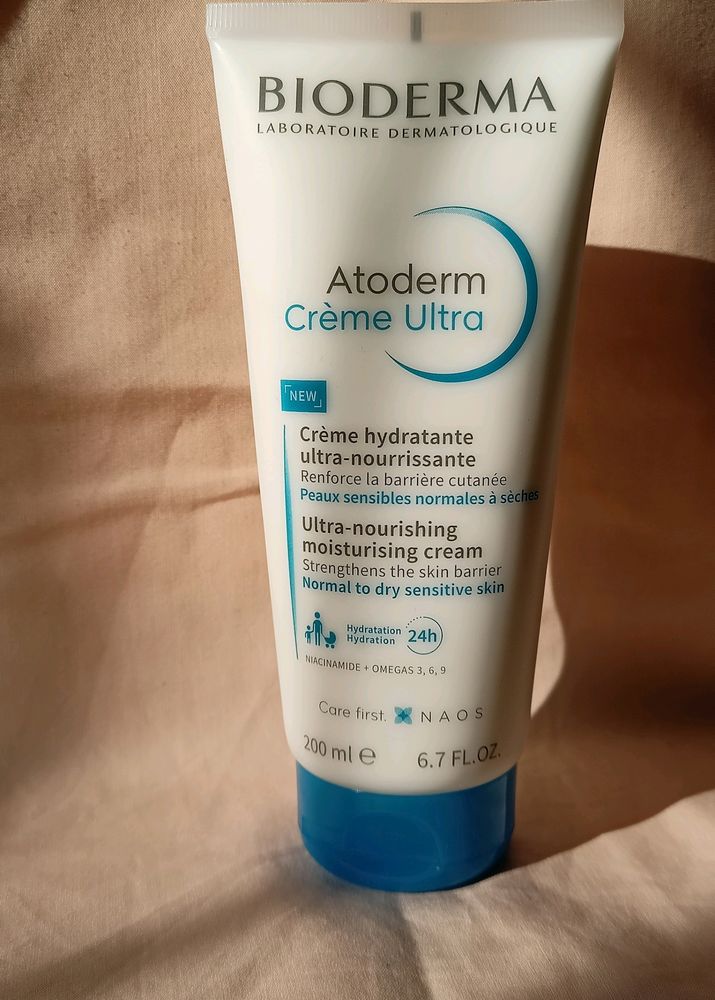 BIODERMA
LABORATOIRE DERMATOLOGIQUE
Atoderm
Crème Ultra
NEW
Crème hydratante
ultra-nourrissante
Renforce la barrière cutanée
Peaux sensibles normales à sèches
Ultra-nourishing
moisturising cream
Strengthens the skin barrier
Normal to dry sensitive skin
Hydratation
Hydration
24h
NIACINAMIDE + OMEGAS 3, 6, 9
Care first. NAOS
200 ml ℮ 6.7 FL.OZ.